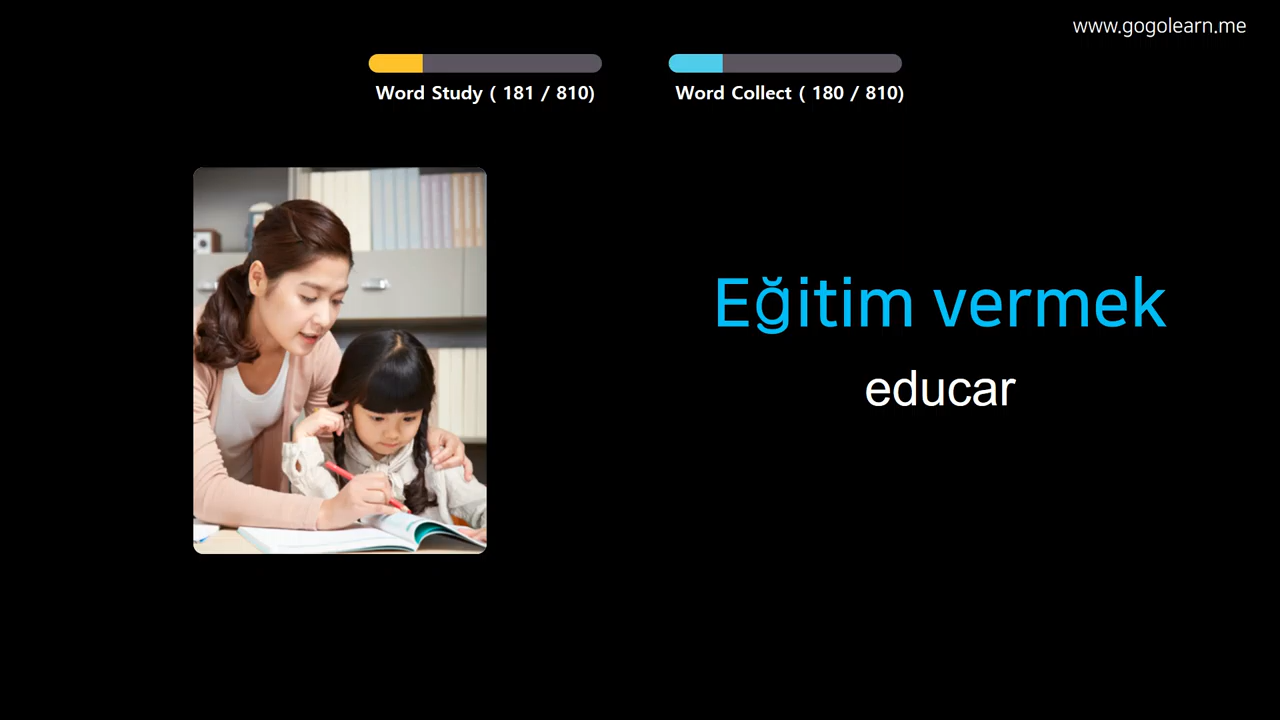 www.gogolearn.me
Word Study ( 181 / 810)
Word Collect ( 180 / 810)
Eğitim vermek
educar